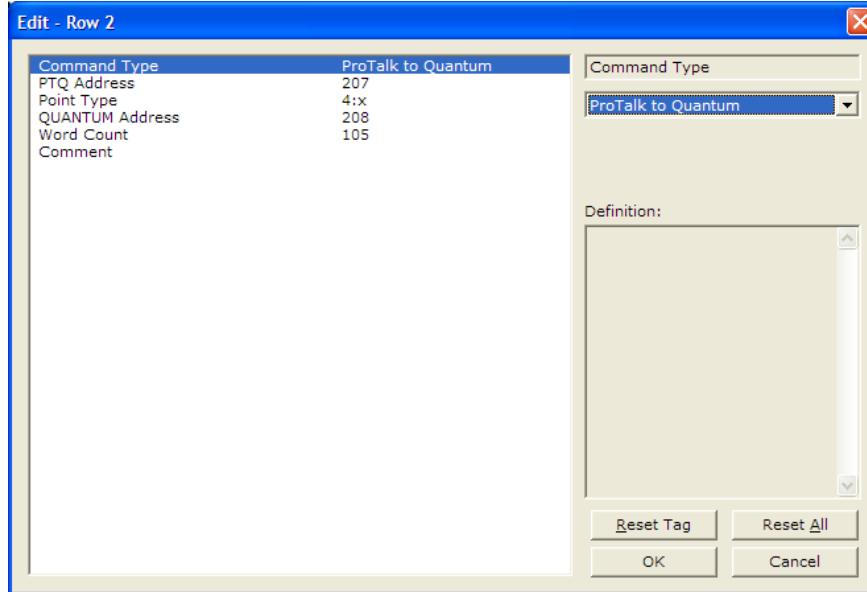 Edit - Row 2
Command Type ProTalk to Quantum
PTQ Address 207
Point Type 4:x
QUANTUM Address 208
Word Count 105
Comment
Command Type
ProTalk to Quantum
Definition:
Reset Tag Reset All
OK Cancel